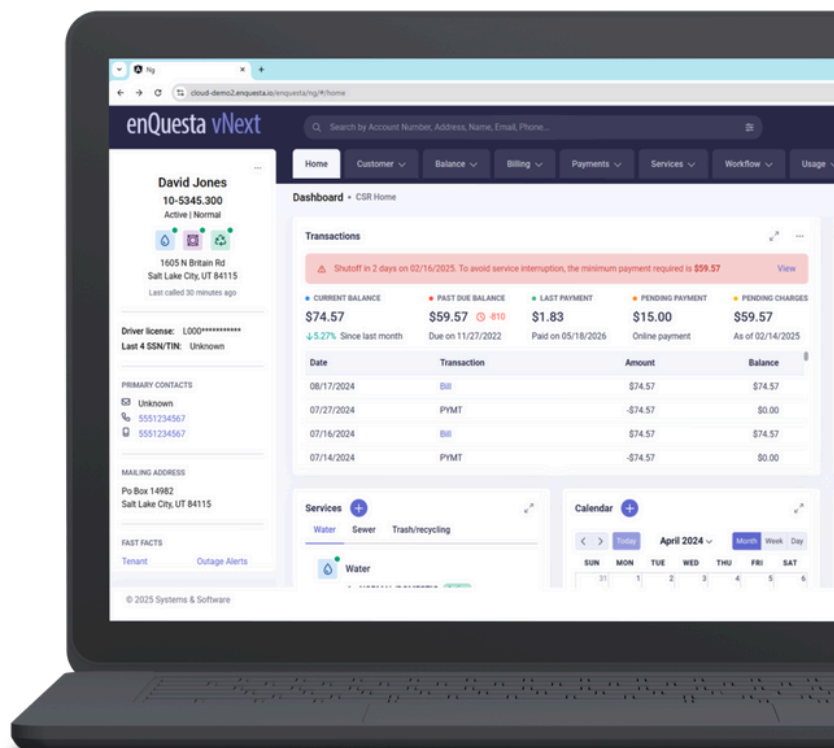 Ng
cloud-demo2.enquesta.io/enquesta/ng/#/home
enQuesta vNext
Search by Account Number, Address, Name, Email, Phone...
Home Customer Balance Billing Payments Services Workflow Usage
David Jones
10-5345.300
Active | Normal
1605 N Britain Rd
Salt Lake City, UT 84115
Last called 30 minutes ago
Driver license: L000***********
Last 4 SSN/TIN: Unknown
PRIMARY CONTACTS
Unknown
5551234567
5551234567
MAILING ADDRESS
Po Box 14982
Salt Lake City, UT 84115
FAST FACTS
Tenant Outage Alerts
© 2025 Systems & Software
Dashboard • CSR Home
Transactions
Shutoff in 2 days on 02/16/2025. To avoid service interruption, the minimum payment required is $59.57 View
CURRENT BALANCE PAST DUE BALANCE LAST PAYMENT PENDING PAYMENT PENDING CHARGES
$74.57 $59.57 -810 $1.83 $15.00 $59.57
5.27% Since last month Due on 11/27/2022 Paid on 05/18/2026 Online payment As of 02/14/2025
Date Transaction Amount Balance
08/17/2024 Bill $74.57 $74.57
07/27/2024 PYMT -$74.57 $0.00
07/16/2024 Bill $74.57 $74.57
07/14/2024 PYMT -$74.57 $0.00
Services
Water Sewer Trash/recycling
Water
Calendar
Today April 2024 Month Week Day
SUN MON TUE WED THU FRI SAT
31 1 2 3 4 5 6